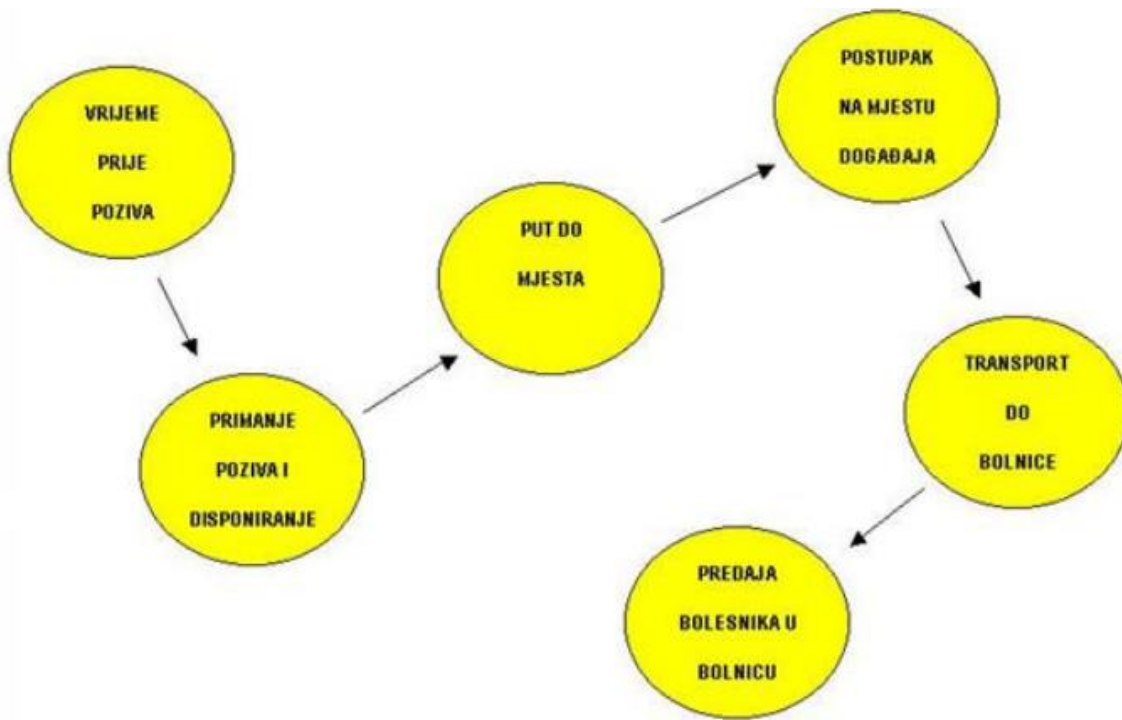 VRIJEME
PRIJE
POZIVA
PRIMANJE
POZIVA I
DISPONIRANJE
PUT DO
MJESTA
POSTUPAK
NA MJESTU
DOGAĐAJA
TRANSPORT
DO
BOLNICE
PREDAJA
BOLESNIKA U
BOLNICU